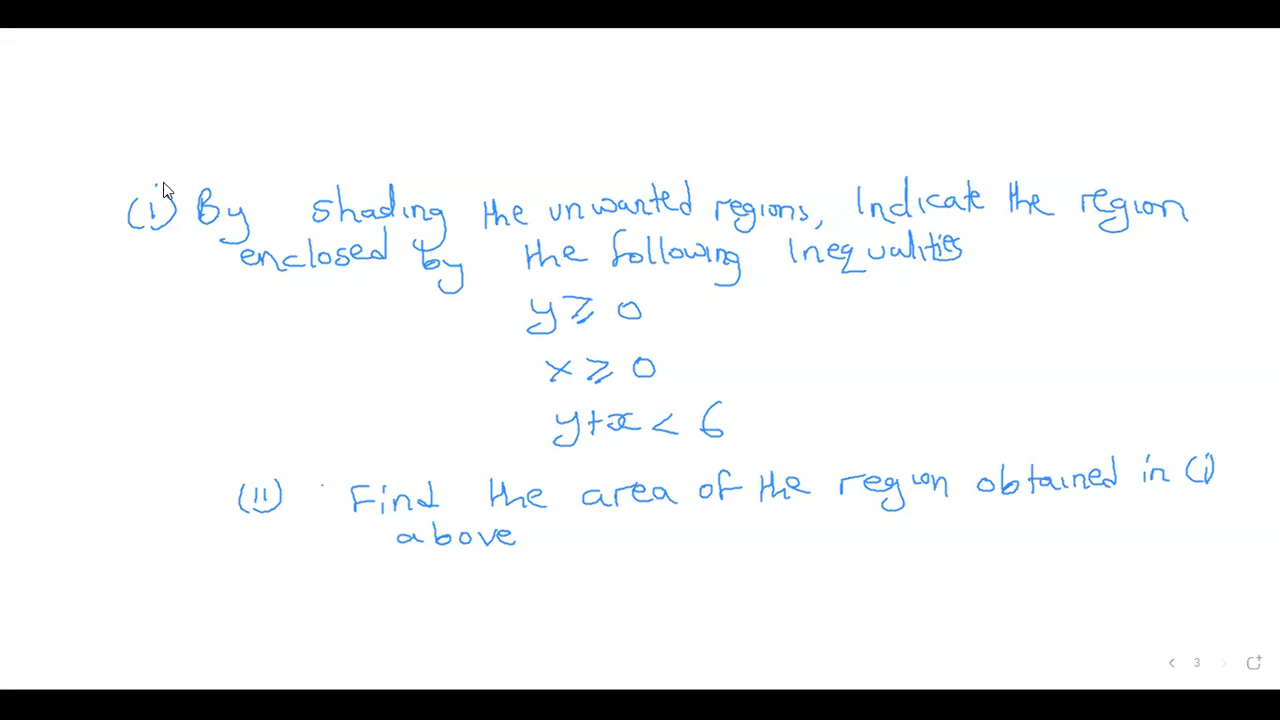 (i) By shading the unwanted regions, Indicate the region
enclosed by the following Inequalities
y ⩾ 0
x ⩾ 0
y+x < 6
(II) Find the area of the region obtained in (i)
above
3